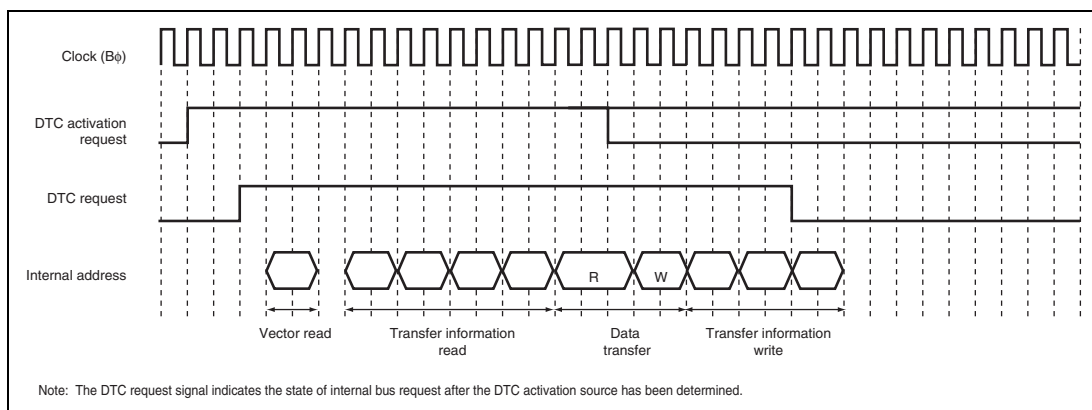 Clock (Bϕ)
DTC activation
request
DTC request
Internal address
R
W
Vector read
Transfer information
read
Data
transfer
Transfer information
write
Note: The DTC request signal indicates the state of internal bus request after the DTC activation source has been determined.